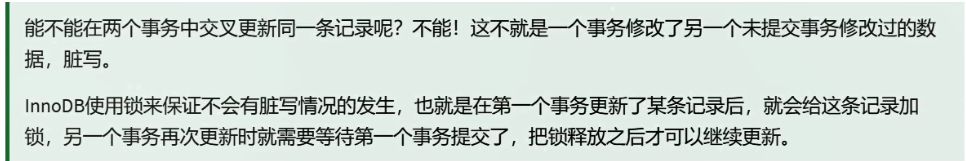 能不能在两个事务中交叉更新同一条记录呢？不能！这不就是一个事务修改了另一个未提交事务修改过的数
据，脏写。
InnoDB使用锁来保证不会有脏写情况的发生，也就是在第一个事务更新了某条记录后，就会给这条记录加
锁，另一个事务再次更新时就需要等待第一个事务提交了，把锁释放之后才可以继续更新。